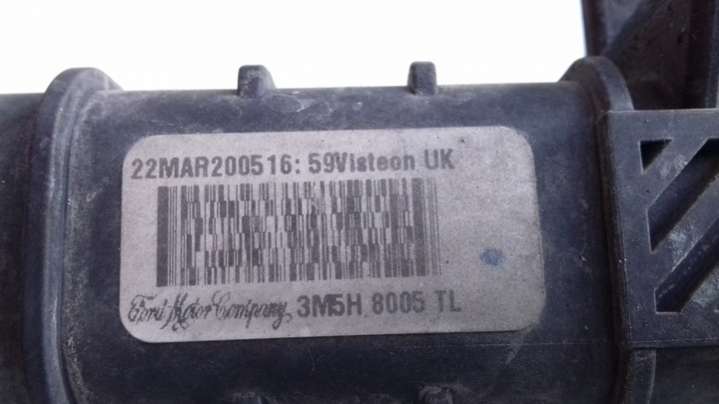 22MAR200516:59Visteon UK
Ford Motor Company 3M5H 8005 TL